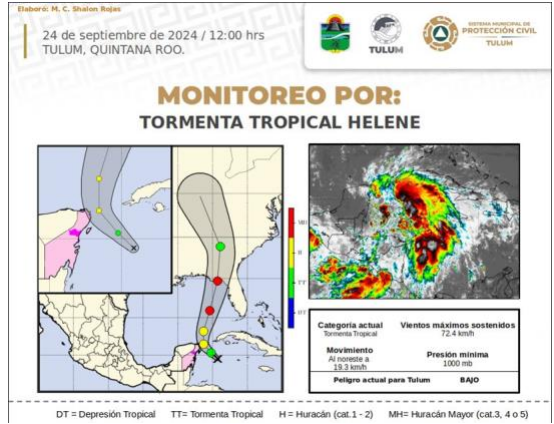 Elaboró: M. C. Shalon Rojas
24 de septiembre de 2024 / 12:00 hrs
TULUM, QUINTANA ROO.
TULUM
SISTEMA MUNICIPAL DE
PROTECCIÓN CIVIL
TULUM
MONITOREO POR:
TORMENTA TROPICAL HELENE
MH
H
TT
DT
Categoría actual
Tormenta Tropical
Vientos máximos sostenidos
72.4 km/h
Movimiento
Al noreste a
19.3 km/h
Presión mínima
1000 mb
Peligro actual para Tulum BAJO
DT = Depresión Tropical TT= Tormenta Tropical H = Huracán (cat.1 - 2) MH= Huracán Mayor (cat.3, 4 o 5)